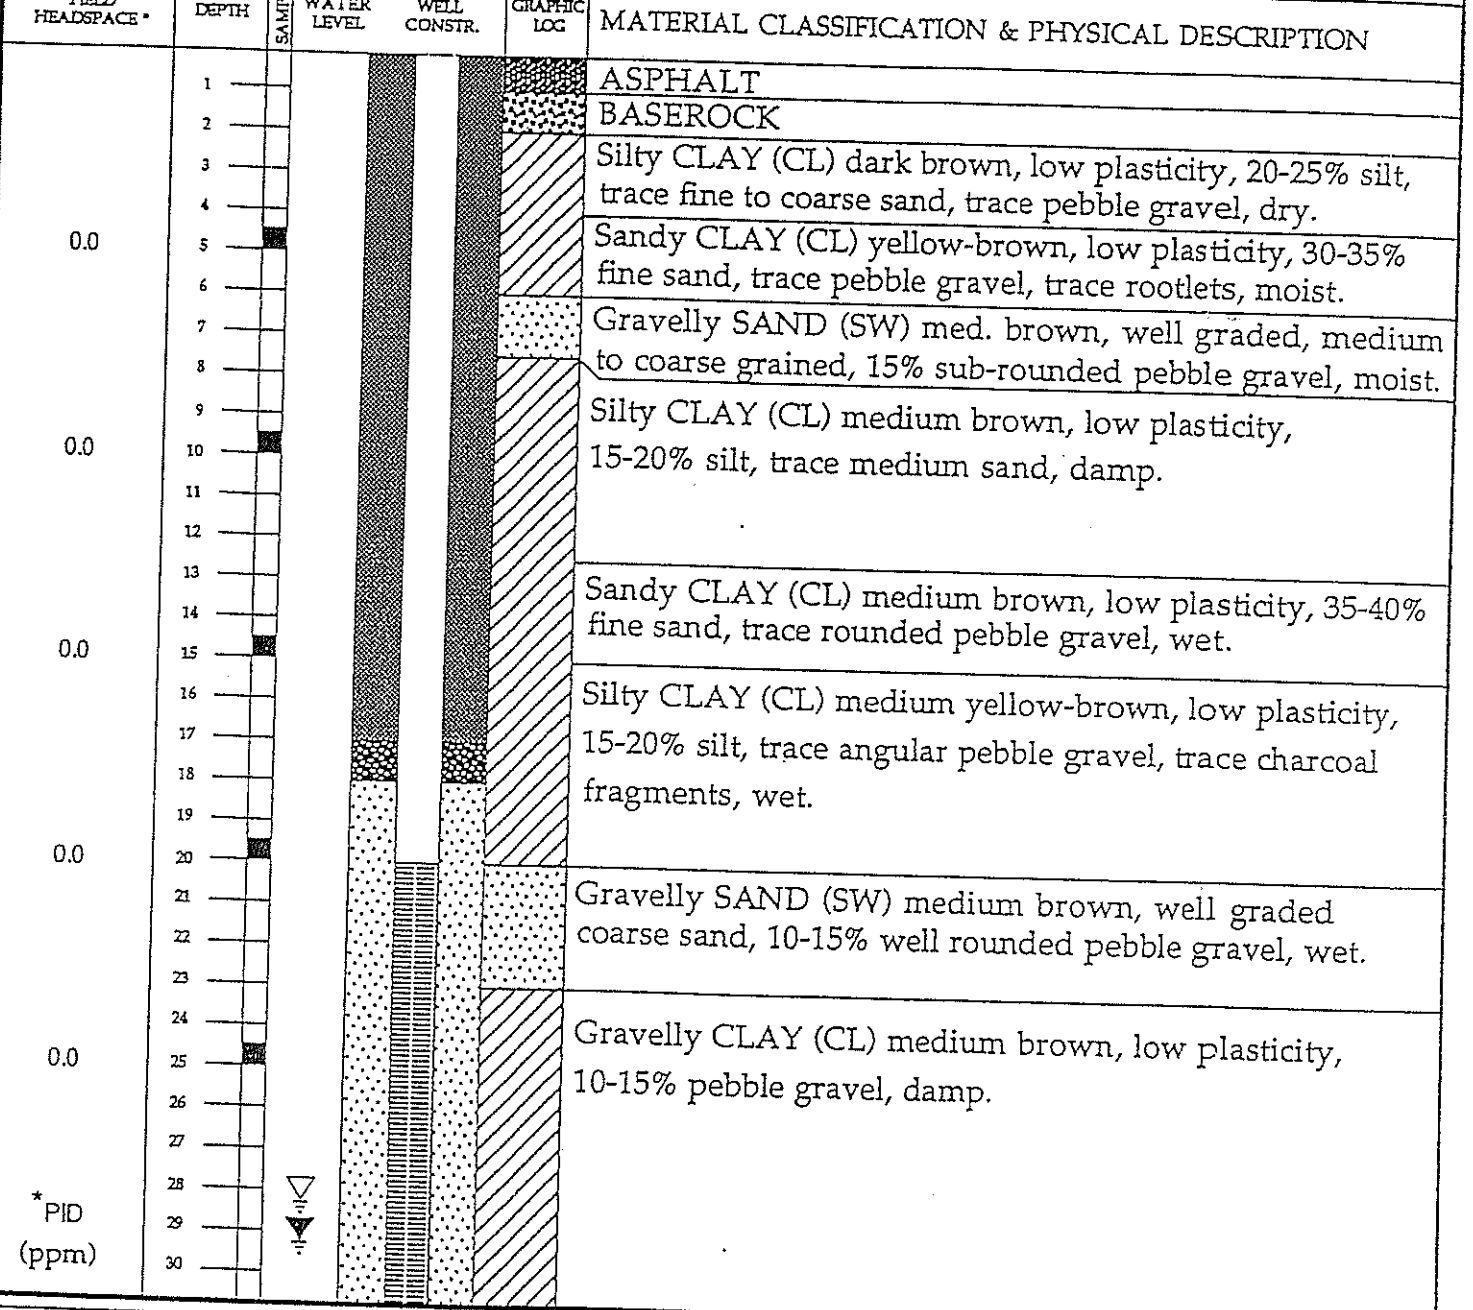 HEADSPACE *
DEPTH
WATER
LEVEL
WELL
CONSTR.
GRAPHIC
LOG
MATERIAL CLASSIFICATION & PHYSICAL DESCRIPTION
1
ASPHALT
2
BASEROCK
3
Silty CLAY (CL) dark brown, low plasticity, 20-25% silt,
4
trace fine to coarse sand, trace pebble gravel, dry.
0.0
5
Sandy CLAY (CL) yellow-brown, low plasticity, 30-35%
6
fine sand, trace pebble gravel, trace rootlets, moist.
7
Gravelly SAND (SW) med. brown, well graded, medium
8
to coarse grained, 15% sub-rounded pebble gravel, moist.
9
Silty CLAY (CL) medium brown, low plasticity,
0.0
10
15-20% silt, trace medium sand, damp.
11
12
13
14
Sandy CLAY (CL) medium brown, low plasticity, 35-40%
0.0
15
fine sand, trace rounded pebble gravel, wet.
16
Silty CLAY (CL) medium yellow-brown, low plasticity,
17
15-20% silt, trace angular pebble gravel, trace charcoal
18
fragments, wet.
19
0.0
20
21
Gravelly SAND (SW) medium brown, well graded
22
coarse sand, 10-15% well rounded pebble gravel, wet.
23
24
Gravelly CLAY (CL) medium brown, low plasticity,
0.0
25
10-15% pebble gravel, damp.
26
27
28
*PID
29
(ppm)
30